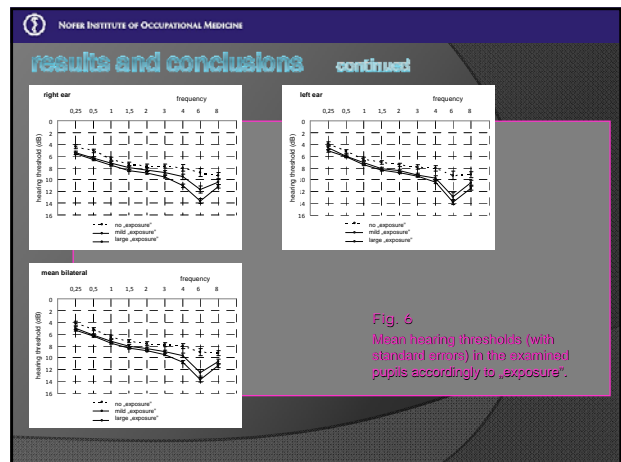 NOFER INSTITUTE OF OCCUPATIONAL MEDICINE
results and conclusions continued
right ear
frequency
0,25 0,5 1 1,5 2 3 4 6 8
hearing threshold (dB)
0
2
4
6
8
10
12
14
16
no „exposure”
mild „exposure”
large „exposure”
left ear
frequency
0,25 0,5 1 1,5 2 3 4 6 8
hearing threshold (dB)
0
2
4
6
8
10
12
14
16
no „exposure”
mild „exposure”
large „exposure”
mean bilateral
frequency
0,25 0,5 1 1,5 2 3 4 6 8
hearing threshold (dB)
0
2
4
6
8
10
12
14
16
no „exposure”
mild „exposure”
large „exposure”
Fig. 6
Mean hearing thresholds (with
standard errors) in the examined
pupils accordingly to „exposure”.